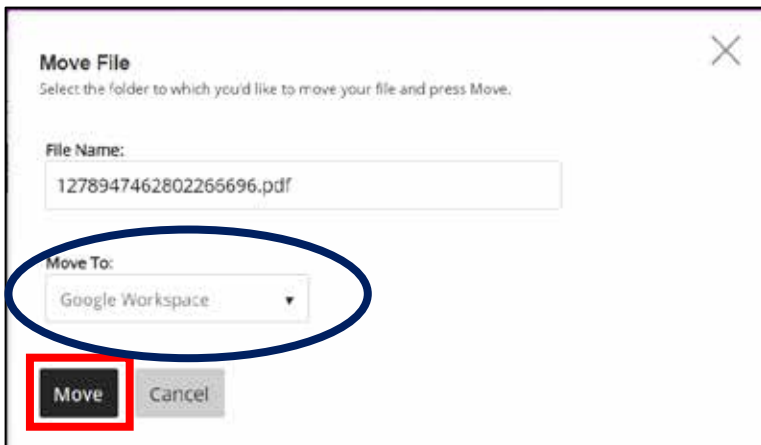 Move File
Select the folder to which you'd like to move your file and press Move.
File Name:
1278947462802266696.pdf
Move To:
Google Workspace
Move Cancel